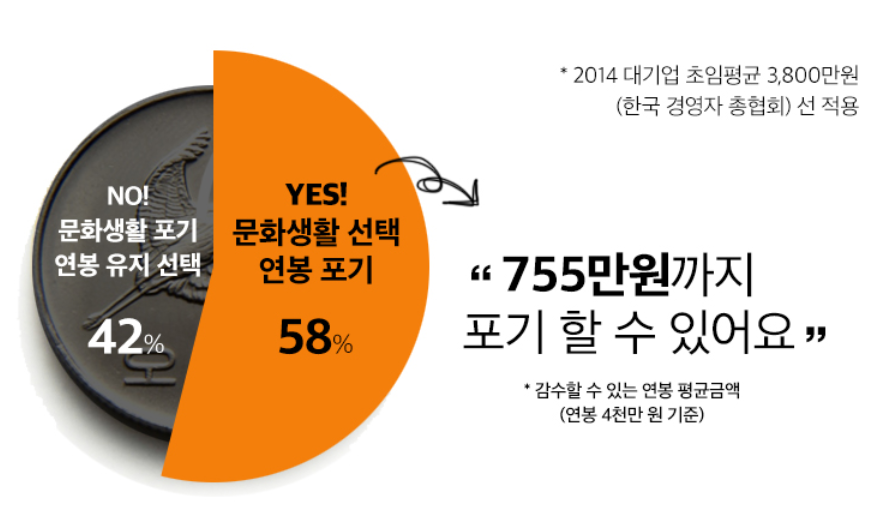 * 2014 대기업 초임평균 3,800만원
(한국 경영자 총협회) 선 적용
NO!
문화생활 포기
연봉 유지 선택
42%
YES!
문화생활 선택
연봉 포기
58%
“ 755만원까지
포기 할 수 있어요 ”
* 감수할 수 있는 연봉 평균금액
(연봉 4천만 원 기준)